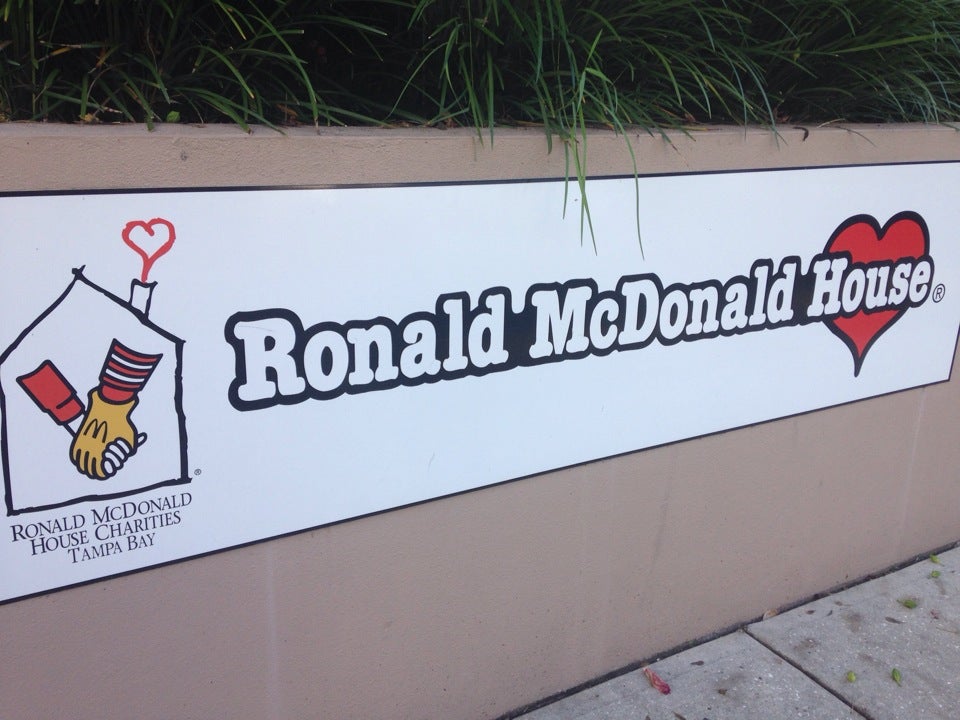 Ronald McDonald House®
RONALD MCDONALD
HOUSE CHARITIES
TAMPA BAY